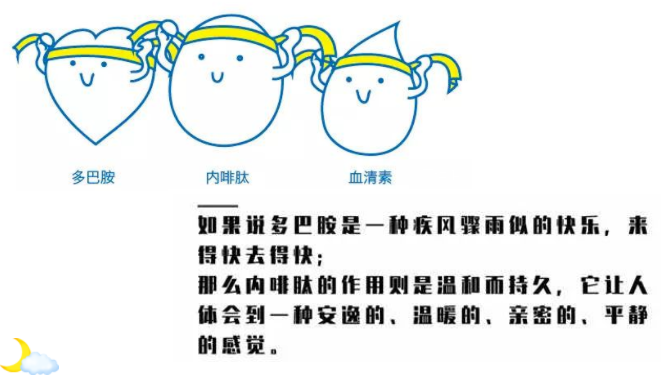 多巴胺 内啡肽 血清素
如果说多巴胺是一种疾风骤雨似的快乐，来
得快去得快；
那么内啡肽的作用则是温和而持久，它让人
体会到一种安逸的、温暖的、亲密的、平静
的感觉。